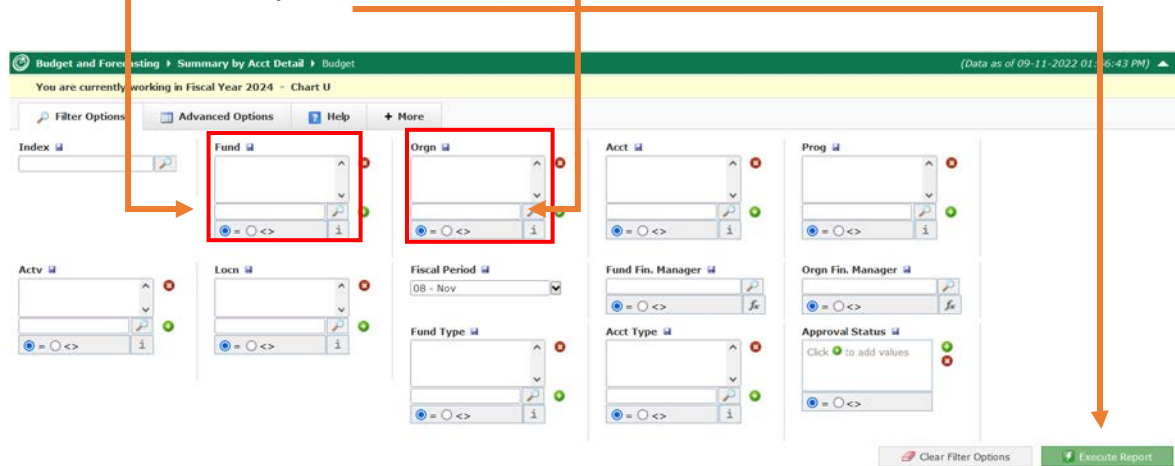 Budget and Forecasting ▸ Summary by Acct Detail ▸ Budget (Data as of 09-11-2022 01: 6:43 PM)
You are currently working in Fiscal Year 2024 - Chart U
Filter Options Advanced Options ? Help + More
Index Fund Orgn Acct Prog
= <> i = <> i = <> i = <> i
Actv Locn Fiscal Period Fund Fin. Manager Orgn Fin. Manager
08 - Nov
= <> fx = <> fx
Fund Type Acct Type Approval Status
= <> i = <> i Click to add values
= <> i = <> i = <>
Clear Filter Options Execute Report